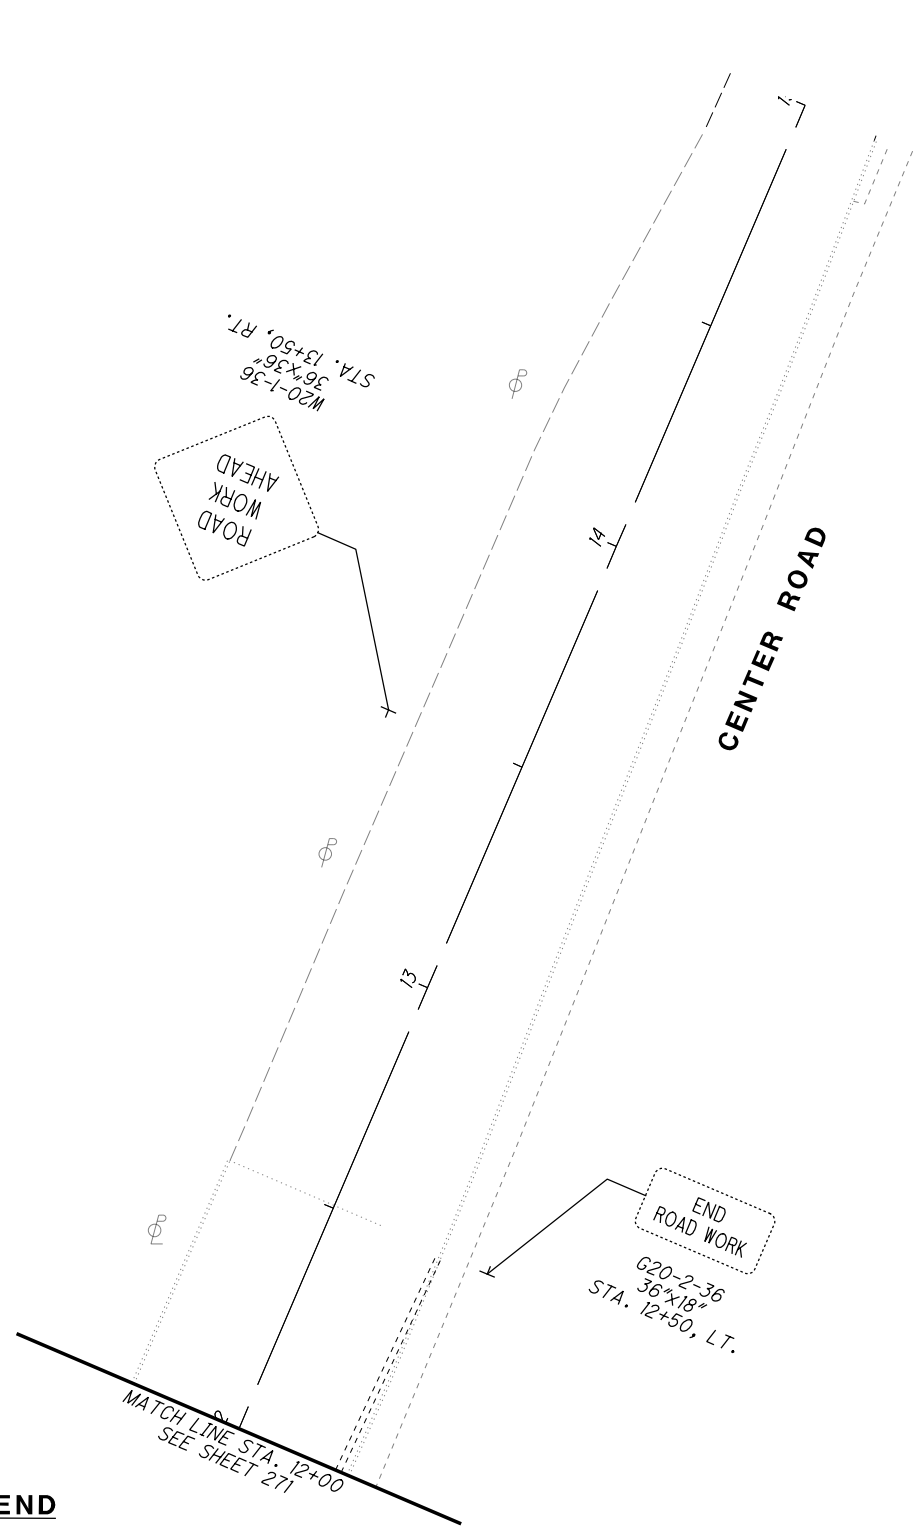 STA. 13+50, RT.
36"x36"
W20-1-36
ROAD
WORK
AHEAD
14
CENTER ROAD
13
END
ROAD WORK
G20-2-36
36"x18"
STA. 12+50, LT.
MATCH LINE STA. 12+00
SEE SHEET 271